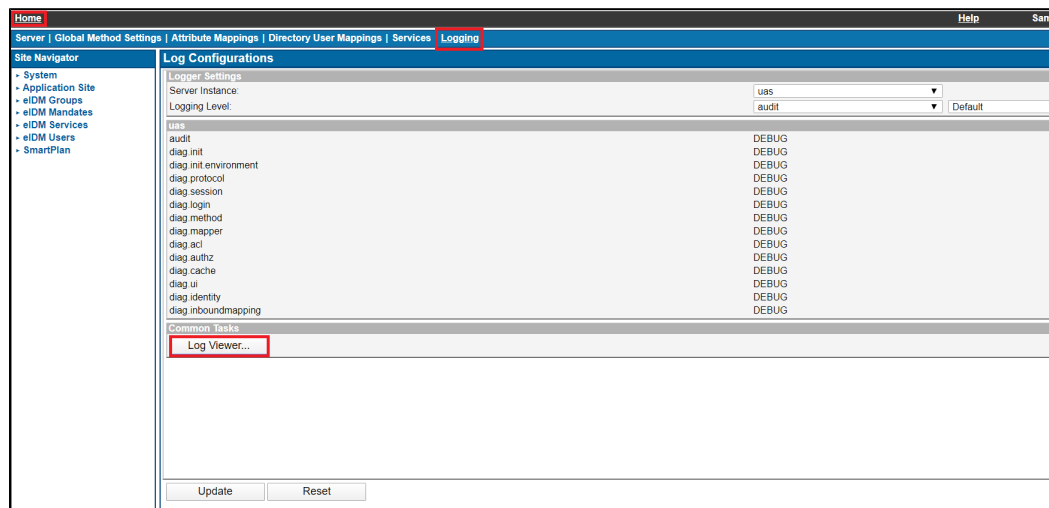 Home Help San
Server | Global Method Settings | Attribute Mappings | Directory User Mappings | Services | Logging
Site Navigator
▸ System
▸ Application Site
▸ eIDM Groups
▸ eIDM Mandates
▸ eIDM Services
▸ eIDM Users
▸ SmartPlan
Log Configurations
Logger Settings
Server Instance: uas
Logging Level: audit Default
uas
audit DEBUG
diag.init DEBUG
diag.init.environment DEBUG
diag.protocol DEBUG
diag.session DEBUG
diag.login DEBUG
diag.method DEBUG
diag.mapper DEBUG
diag.acl DEBUG
diag.authz DEBUG
diag.cache DEBUG
diag.ui DEBUG
diag.identity DEBUG
diag.inboundmapping DEBUG
Common Tasks
Log Viewer...
Update Reset